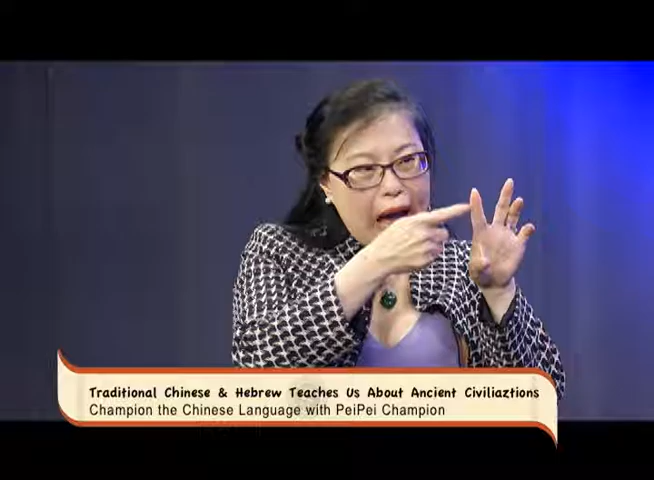 Traditional Chinese & Hebrew Teaches Us About Ancient Civiliaztions
Champion the Chinese Language with PeiPei Champion